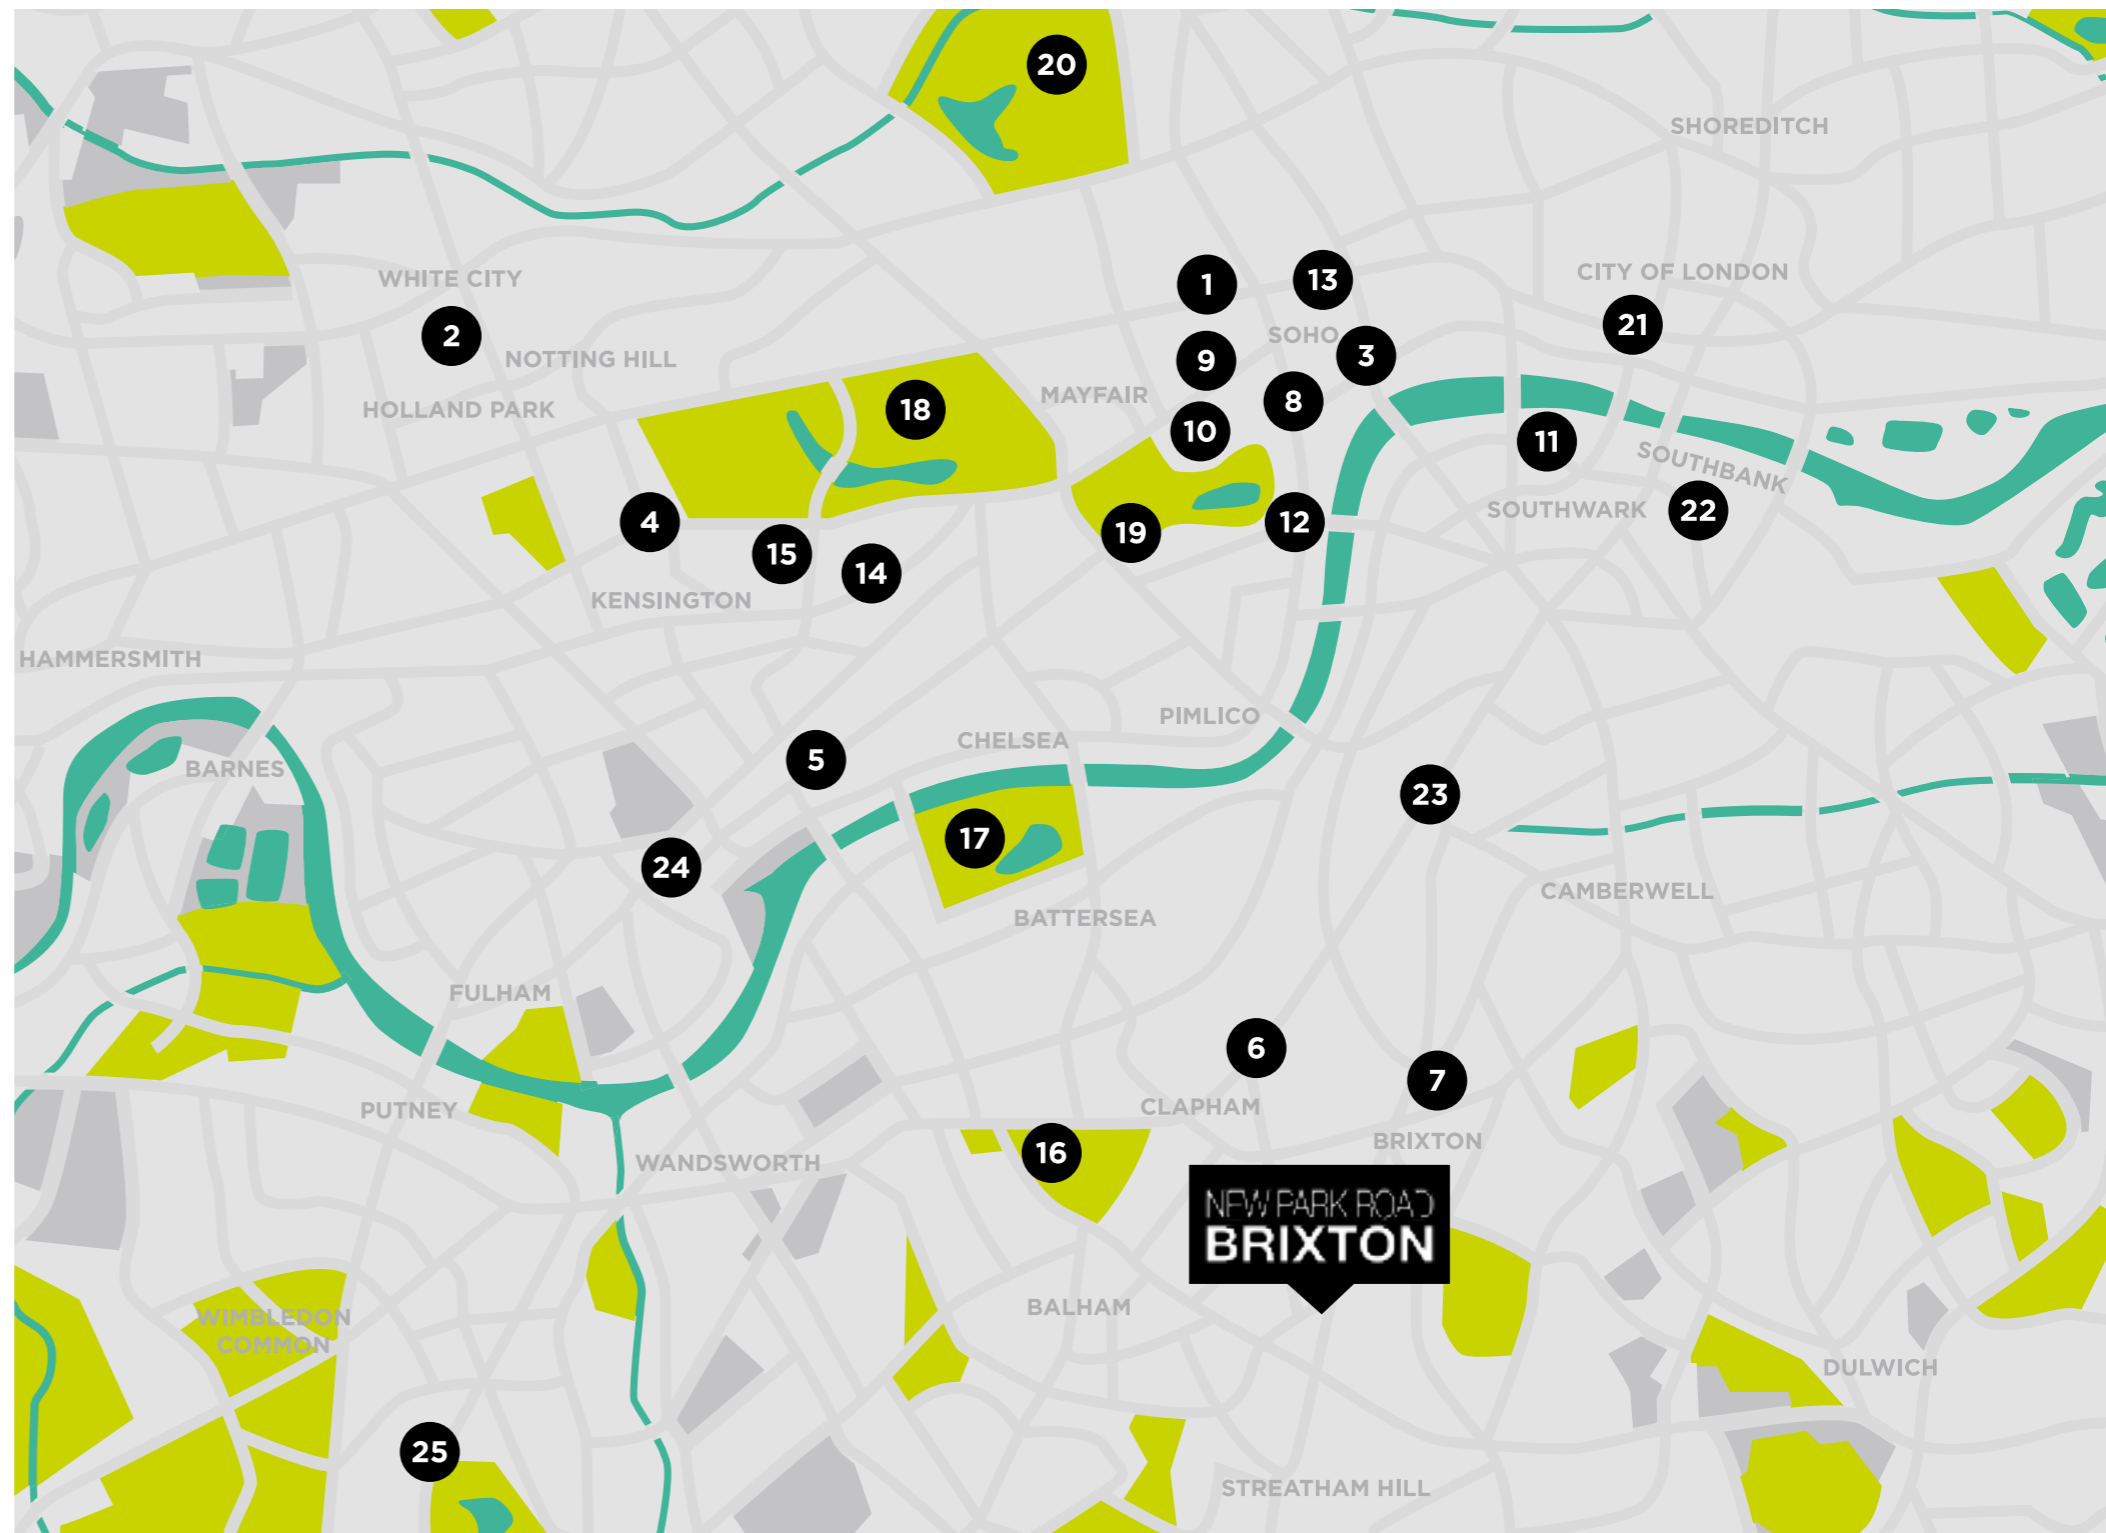 20
SHOREDITCH
WHITE CITY
1
13
CITY OF LONDON
2
NOTTING HILL
9
SOHO
3
21
HOLLAND PARK
18
MAYFAIR
8
10
11
SOUTHBANK
4
15
14
19
12
SOUTHWARK
22
KENSINGTON
HAMMERSMITH
PIMLICO
CHELSEA
BARNES
5
23
17
24
CAMBERWELL
BATTERSEA
FULHAM
6
7
PUTNEY
CLAPHAM
BRIXTON
WANDSWORTH
16
NEW PARK ROAD
BRIXTON
WIMBLEDON
COMMON
BALHAM
DULWICH
25
STREATHAM HILL